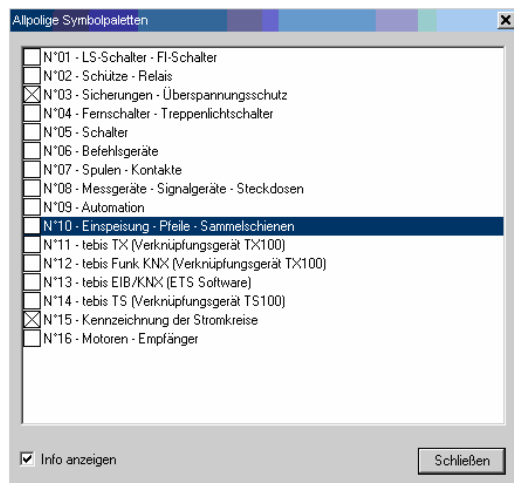 Allpolige Symbolpaletten
N°01 - LS-Schalter - FI-Schalter
N°02 - Schütze - Relais
N°03 - Sicherungen - Überspannungsschutz
N°04 - Fernschalter - Treppenlichtschalter
N°05 - Schalter
N°06 - Befehlsgeräte
N°07 - Spulen - Kontakte
N°08 - Messgeräte - Signalgeräte - Steckdosen
N°09 - Automation
N°10 - Einspeisung - Pfeile - Sammelschienen
N°11 - tebis TX (Verknüpfungsgerät TX100)
N°12 - tebis Funk KNX (Verknüpfungsgerät TX100)
N°13 - tebis EIB/KNX (ETS Software)
N°14 - tebis TS (Verknüpfungsgerät TS100)
N°15 - Kennzeichnung der Stromkreise
N°16 - Motoren - Empfänger
Info anzeigen
Schließen